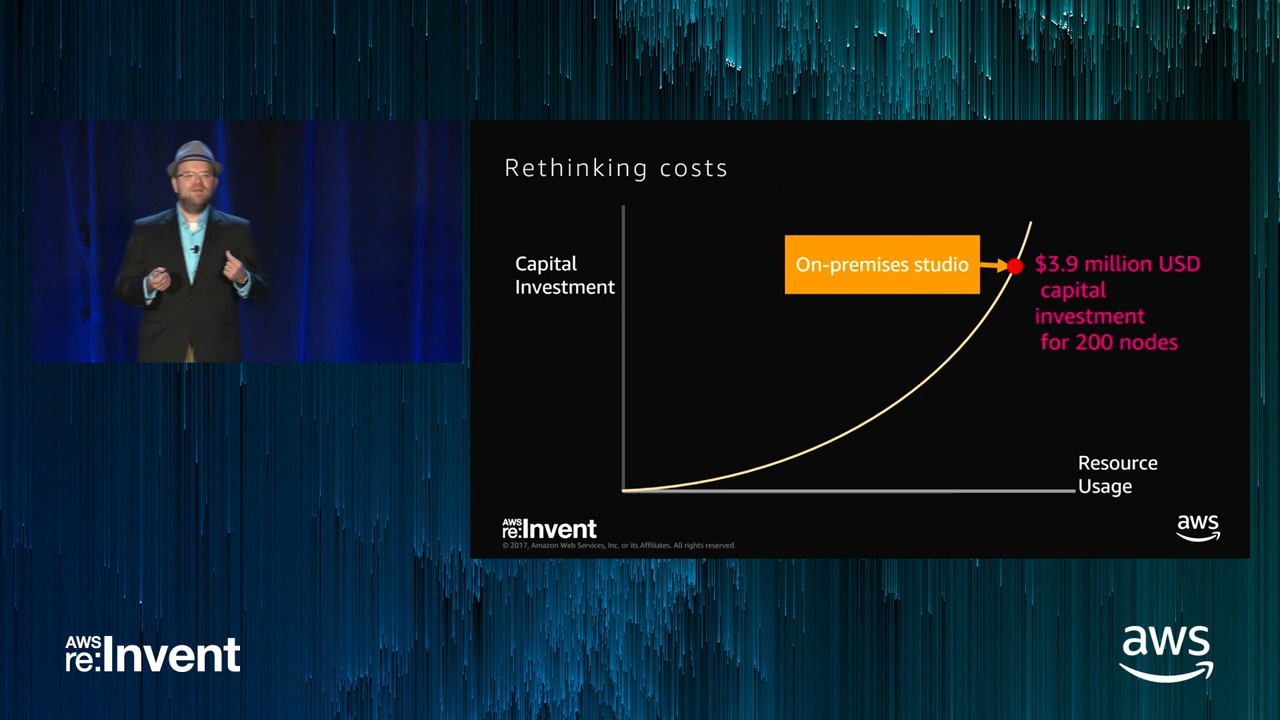 Rethinking costs
Capital
Investment
On-premises studio
$3.9 million USD
capital
investment
for 200 nodes
Resource
Usage
AWS
re:Invent
© 2017, Amazon Web Services, Inc. or its Affiliates. All rights reserved.
aws
AWS
re:Invent
aws